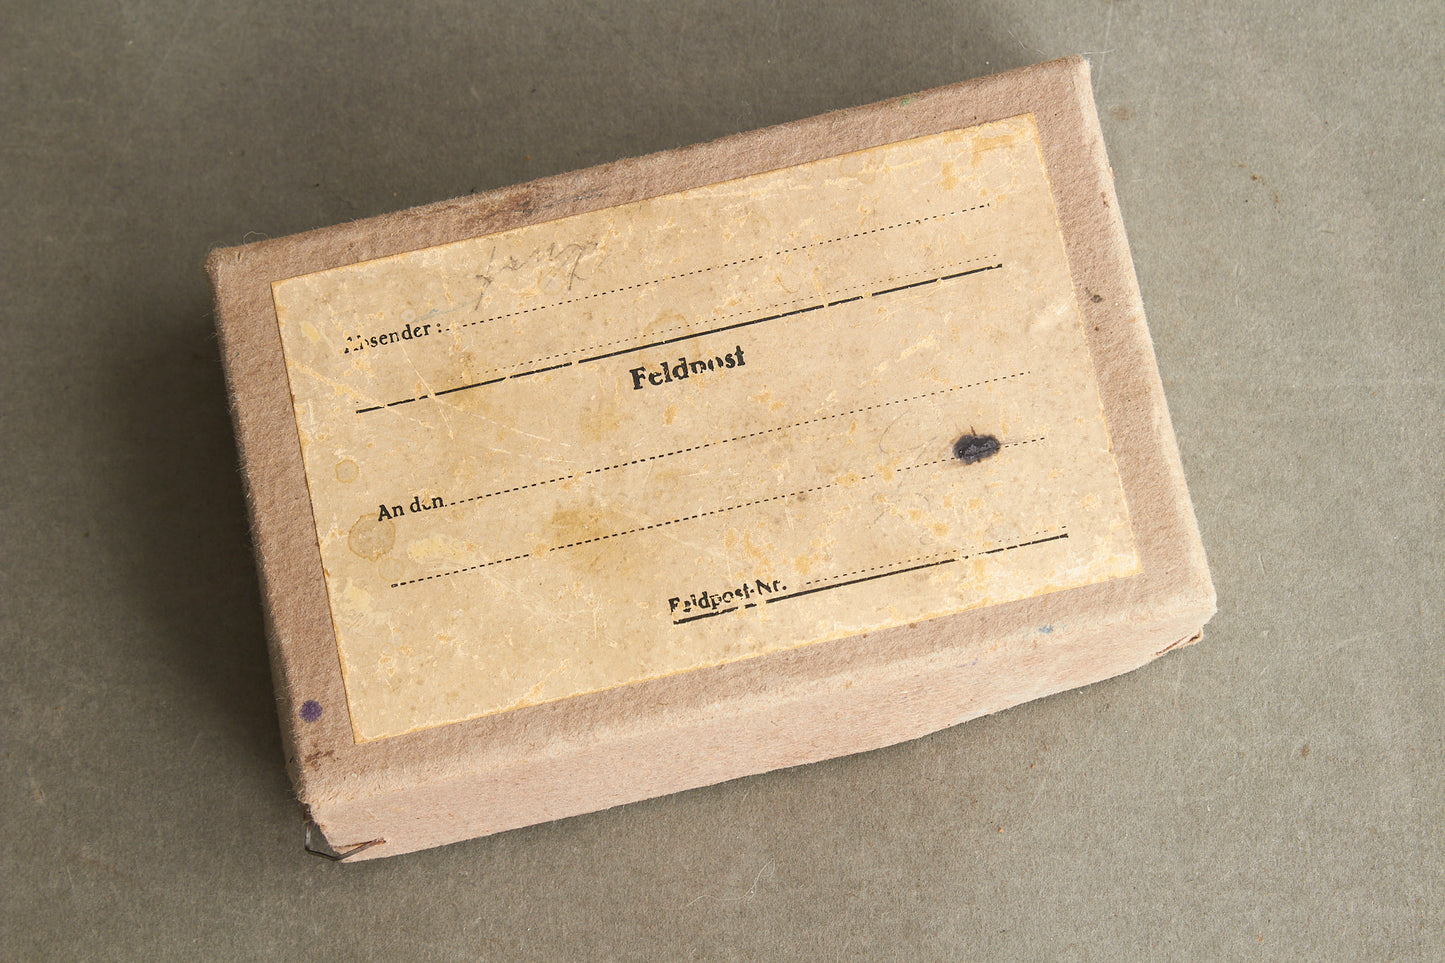 Absender:
Feldpost
An den
Feldpost-Nr.